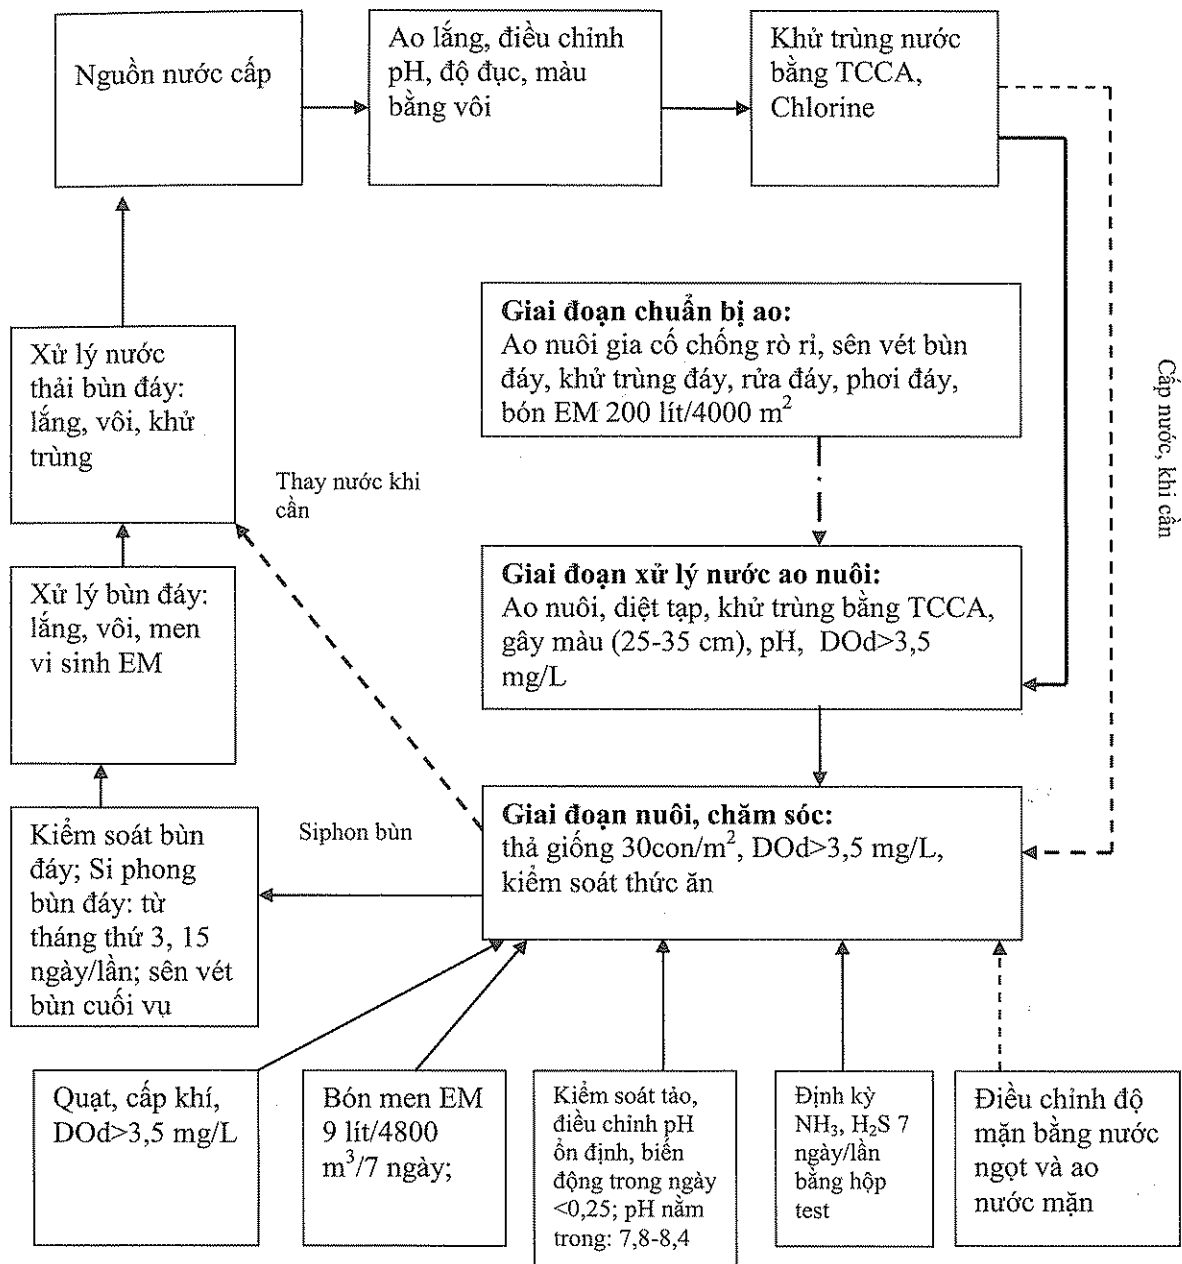 Nguồn nước cấp
Ao lắng, điều chỉnh
pH, độ đục, màu
bằng vôi
Khử trùng nước
bằng TCCA,
Chlorine
Cấp nước, khi cần
Giai đoạn chuẩn bị ao:
Ao nuôi gia cố chống rò rỉ, sên vét bùn
đáy, khử trùng đáy, rửa đáy, phơi đáy,
bón EM 200 lít/4000 m²
Xử lý nước
thải bùn đáy:
lắng, vôi, khử
trùng
Thay nước khi
cần
Giai đoạn xử lý nước ao nuôi:
Ao nuôi, diệt tạp, khử trùng bằng TCCA,
gây màu (25-35 cm), pH, DOd>3,5
mg/L
Xử lý bùn đáy:
lắng, vôi, men
vi sinh EM
Giai đoạn nuôi, chăm sóc:
thả giống 30con/m², DOd>3,5 mg/L,
kiểm soát thức ăn
Siphon bùn
Kiểm soát bùn
đáy; Si phong
bùn đáy: từ
tháng thứ 3, 15
ngày/lần; sên vét
bùn cuối vụ
Quạt, cấp khí,
DOd>3,5 mg/L
Bón men EM
9 lít/4800
m³/7 ngày;
Kiểm soát tảo,
điều chỉnh pH
ổn định, biến
động trong ngày
<0,25; pH nằm
trong: 7,8-8,4
Định kỳ
NH₃, H₂S 7
ngày/lần
bằng hộp
test
Điều chỉnh độ
mặn bằng nước
ngọt và ao
nước mặn